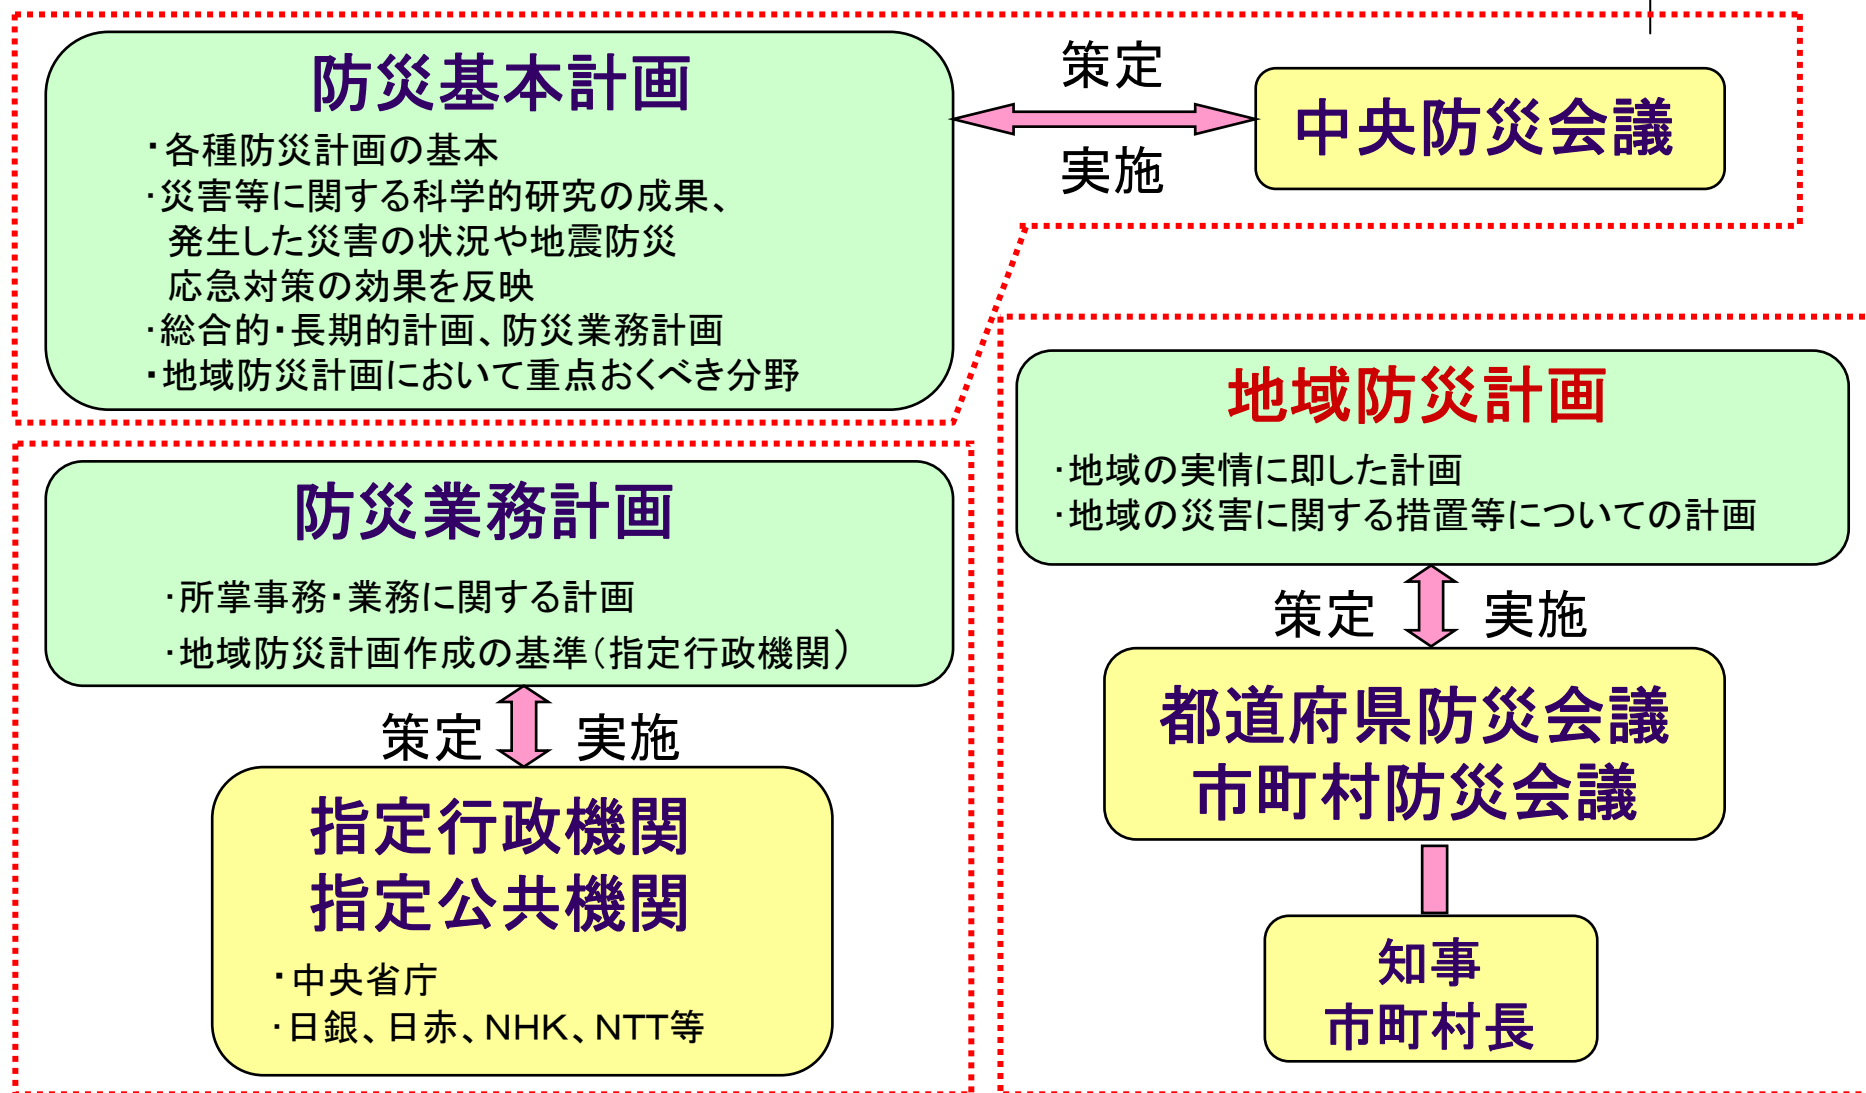 防災基本計画
・各種防災計画の基本
・災害等に関する科学的研究の成果、
発生した災害の状況や地震防災
応急対策の効果を反映
・総合的・長期的計画、防災業務計画
・地域防災計画において重点おくべき分野
策定
実施
中央防災会議
防災業務計画
・所掌事務・業務に関する計画
・地域防災計画作成の基準（指定行政機関）
策定 実施
指定行政機関
指定公共機関
・中央省庁
・日銀、日赤、NHK、NTT等
地域防災計画
・地域の実情に即した計画
・地域の災害に関する措置等についての計画
策定 実施
都道府県防災会議
市町村防災会議
知事
市町村長